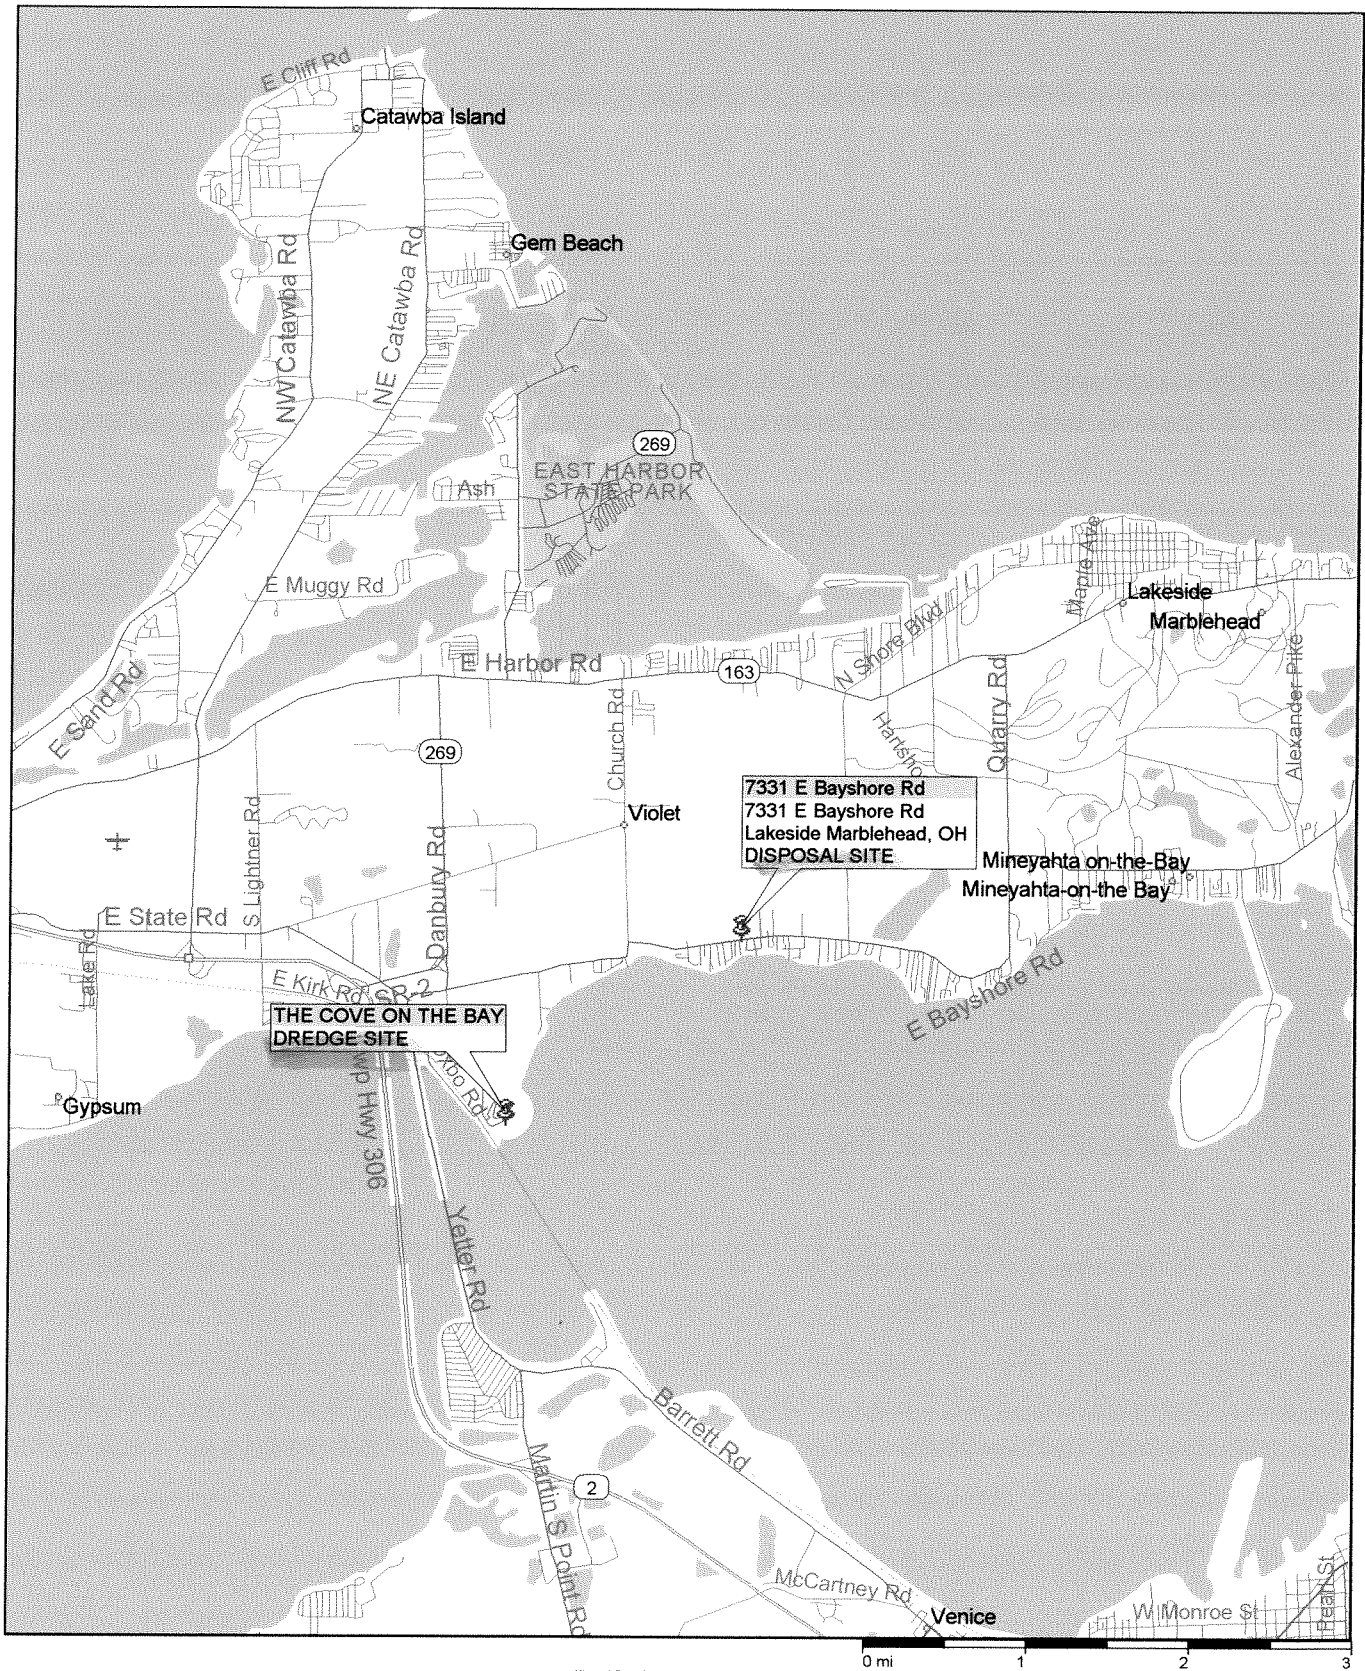 E Cliff Rd
Catawba Island
Gem Beach
NW Catawba Rd
NE Catawba Rd
269
EAST HARBOR
STATE PARK
Ash
E Muggy Rd
Maple Ave
Lakeside
Marblehead
N Shore Blvd
E Harbor Rd
163
E Sand Rd
Church Rd
Hartsho
Quarry Rd
Alexander Pike
269
7331 E Bayshore Rd
7331 E Bayshore Rd
Lakeside Marblehead, OH
DISPOSAL SITE
Violet
S Lightner Rd
Danbury Rd
Mineyahta on-the-Bay
Mineyahta-on-the Bay
E State Rd
Lake Rd
E Kirk Rd
SR-2
E Bayshore Rd
THE COVE ON THE BAY
DREDGE SITE
oxbo Rd
wp Hwy 306
Gypsum
Yetter Rd
Barrett Rd
Martin S Point Rd
2
McCartney Rd
Venice
W Monroe St
0 mi 1 2 3